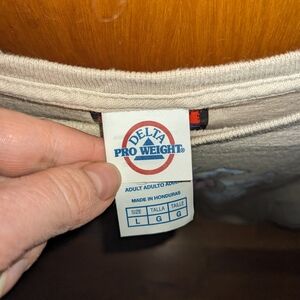 DELTA
PRO WEIGHT®
ADULT ADULTO
MADE IN HONDURAS
SIZE TALLA TAILLE
L G G